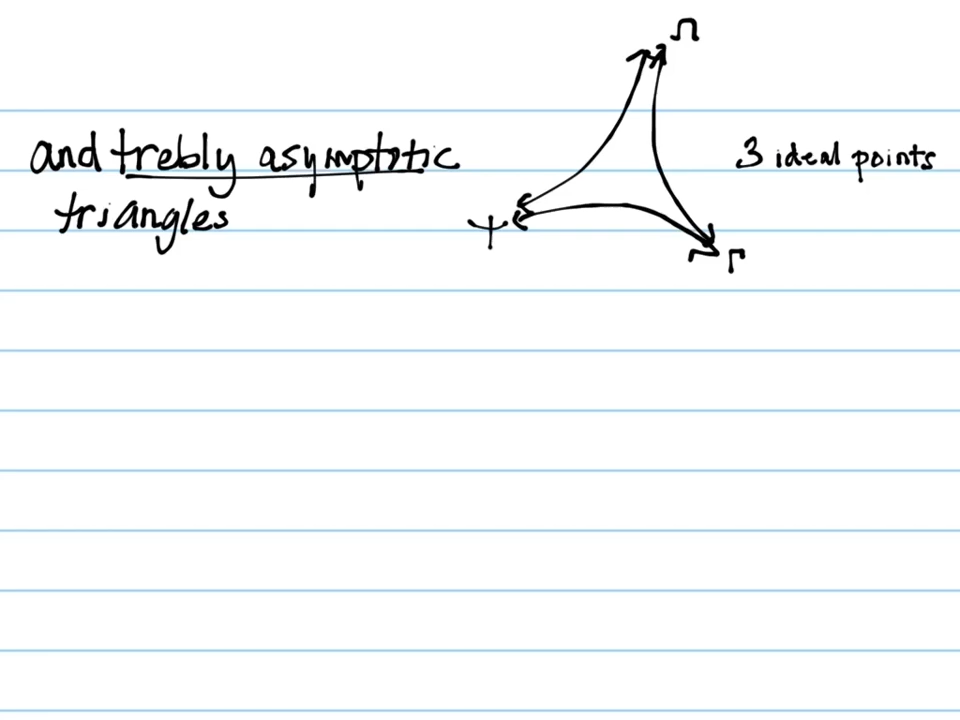 Ω
and trebly asymptotic
3 ideal points
triangles
Ψ
Γ